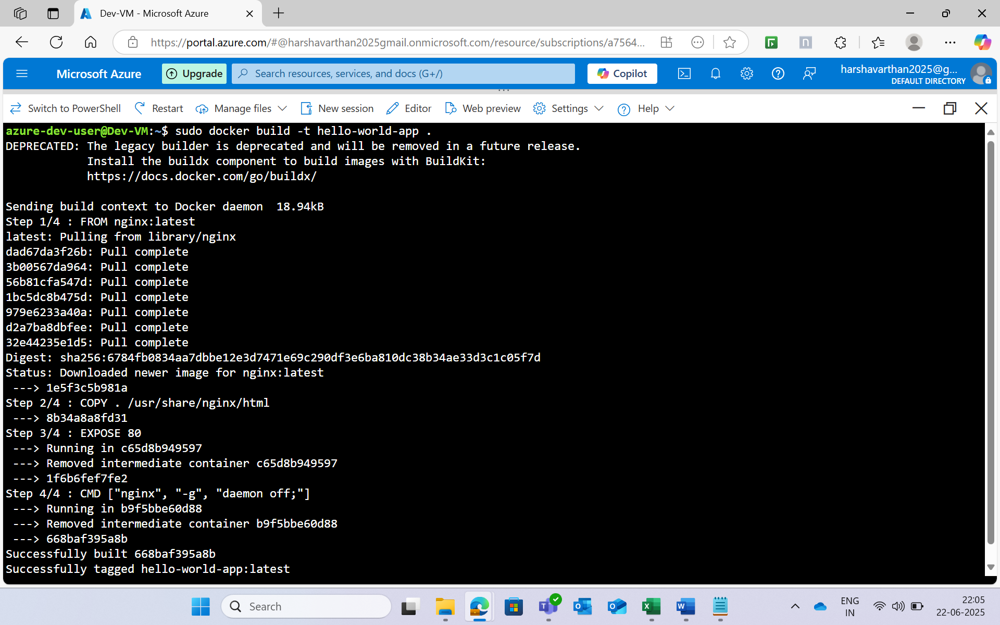 Dev-VM - Microsoft Azure
https://portal.azure.com/#@harshavarthan2025gmail.onmicrosoft.com/resource/subscriptions/a7564...
Microsoft Azure
Upgrade
Search resources, services, and docs (G+/)
Copilot
harshavarthan2025@g...
DEFAULT DIRECTORY
Switch to PowerShell
Restart
Manage files
New session
Editor
Web preview
Settings
Help
azure-dev-user@Dev-VM:~$ sudo docker build -t hello-world-app .
DEPRECATED: The legacy builder is deprecated and will be removed in a future release.
Install the buildx component to build images with BuildKit:
https://docs.docker.com/go/buildx/
Sending build context to Docker daemon  18.94kB
Step 1/4 : FROM nginx:latest
latest: Pulling from library/nginx
dad67da3f26b: Pull complete
3b00567da964: Pull complete
56b81cfa547d: Pull complete
1bc5dc8b475d: Pull complete
979e6233a40a: Pull complete
d2a7ba8dbfee: Pull complete
32e44235e1d5: Pull complete
Digest: sha256:6784fb0834aa7dbbe12e3d7471e69c290df3e6ba810dc38b34ae33d3c1c05f7d
Status: Downloaded newer image for nginx:latest
---> 1e5f3c5b981a
Step 2/4 : COPY . /usr/share/nginx/html
---> 8b34a8a8fd31
Step 3/4 : EXPOSE 80
---> Running in c65d8b949597
---> Removed intermediate container c65d8b949597
---> 1f6b6fef7fe2
Step 4/4 : CMD ["nginx", "-g", "daemon off;"]
---> Running in b9f5bbe60d88
---> Removed intermediate container b9f5bbe60d88
---> 668baf395a8b
Successfully built 668baf395a8b
Successfully tagged hello-world-app:latest
Search
ENG
IN
22:05
22-06-2025